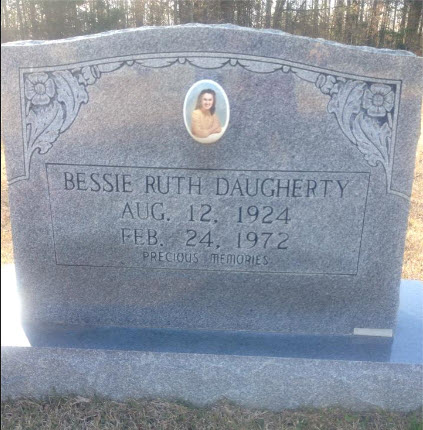 BESSIE RUTH DAUGHERTY
AUG. 12, 1924
FEB. 24, 1972
PRECIOUS MEMORIES